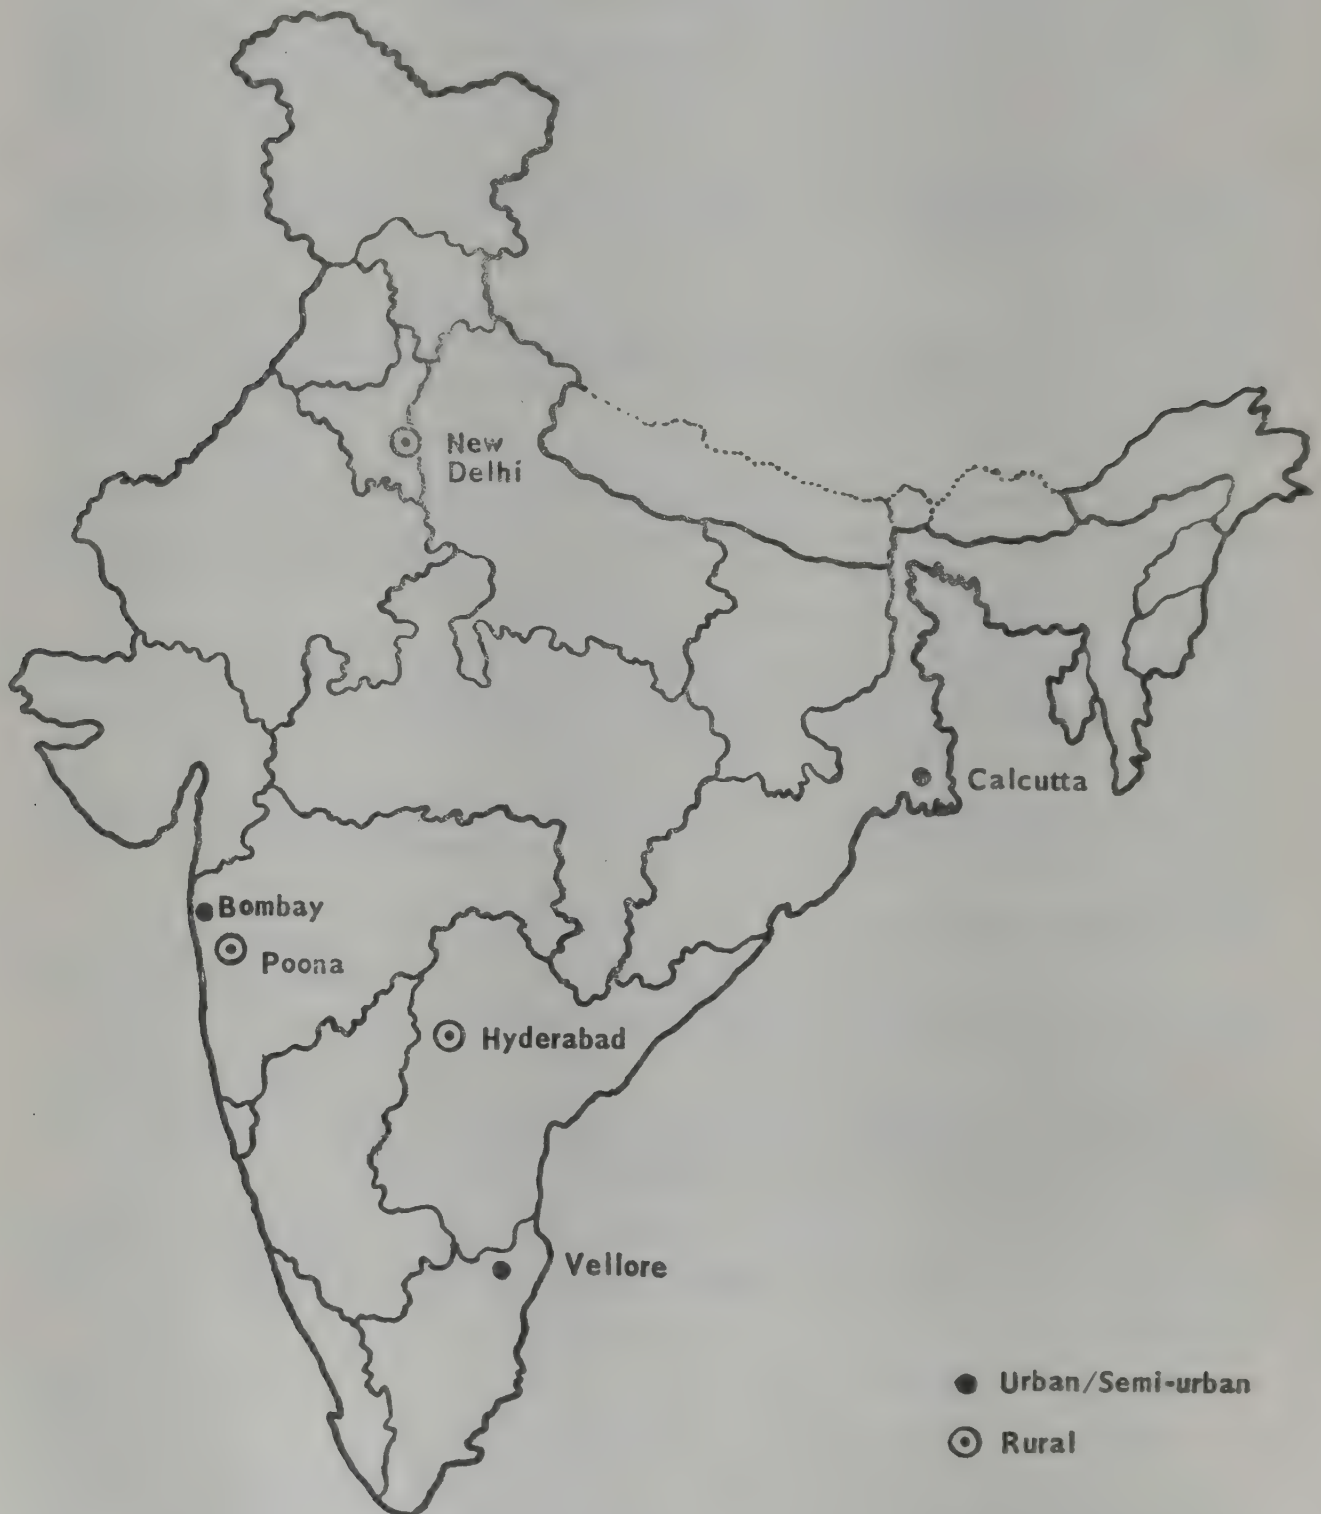 New
Delhi
Calcutta
Bombay
Poona
Hyderabad
Vellore
Urban/Semi-urban
Rural